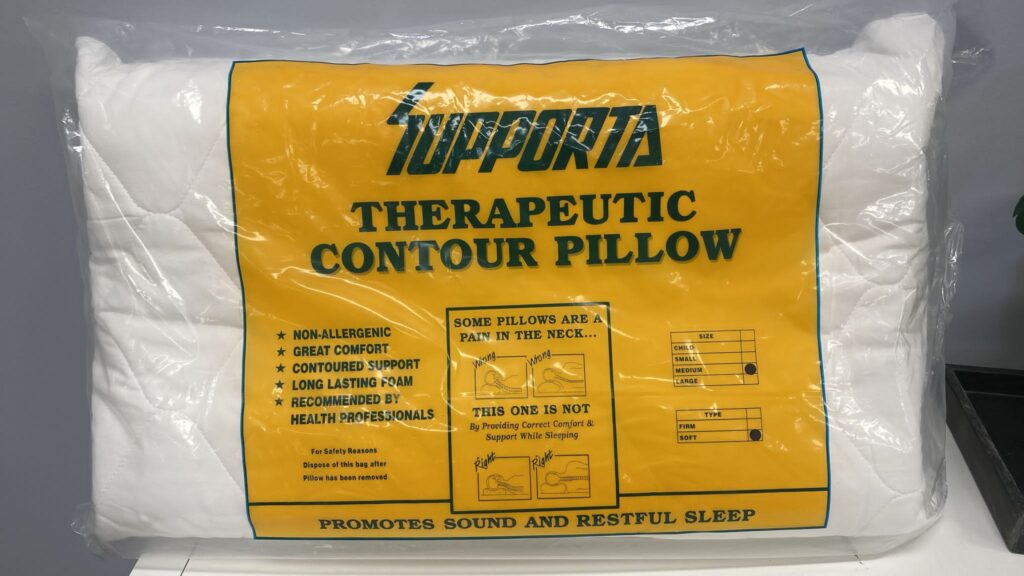 SUPPORTA
THERAPEUTIC
CONTOUR PILLOW
★ NON-ALLERGENIC
★ GREAT COMFORT
★ CONTOURED SUPPORT
★ LONG LASTING FOAM
★ RECOMMENDED BY
HEALTH PROFESSIONALS
For Safety Reasons
Dispose of this bag after
Pillow has been removed
SOME PILLOWS ARE A
PAIN IN THE NECK...
Wrong Wrong
THIS ONE IS NOT
By Providing Correct Comfort &
Support While Sleeping
Right Right
SIZE
CHILD
SMALL
MEDIUM
LARGE
TYPE
FIRM
SOFT
PROMOTES SOUND AND RESTFUL SLEEP